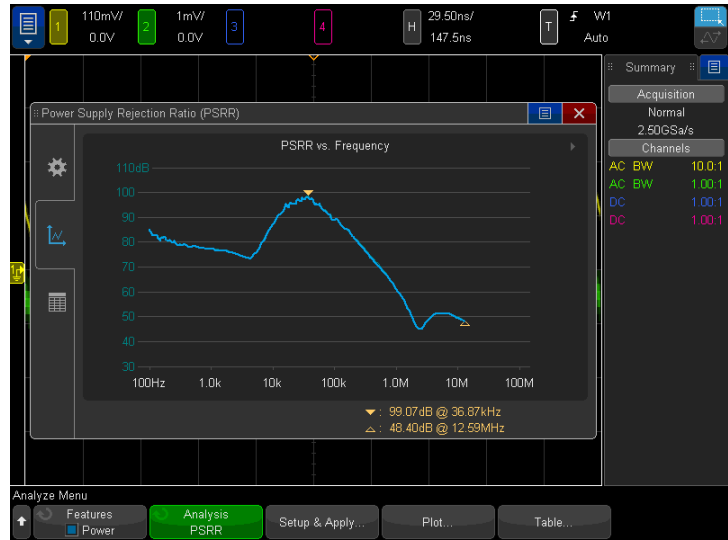 1 110mV/ 2 1mV/ 3 4 H 29.50ns/ T W1
0.0V 0.0V 147.5ns Auto
Summary
Acquisition
Normal
2.50GSa/s
Channels
AC BW 10.0:1
AC BW 1.00:1
DC 1.00:1
DC 1.00:1
Power Supply Rejection Ratio (PSRR)
PSRR vs. Frequency
110dB
100
90
80
70
60
50
40
30
100Hz 1.0k 10k 100k 1.0M 10M 100M
: 99.07dB @ 36.87kHz
: 48.40dB @ 12.59MHz
Analyze Menu
Features
Power
Analysis
PSRR
Setup & Apply...
Plot...
Table...